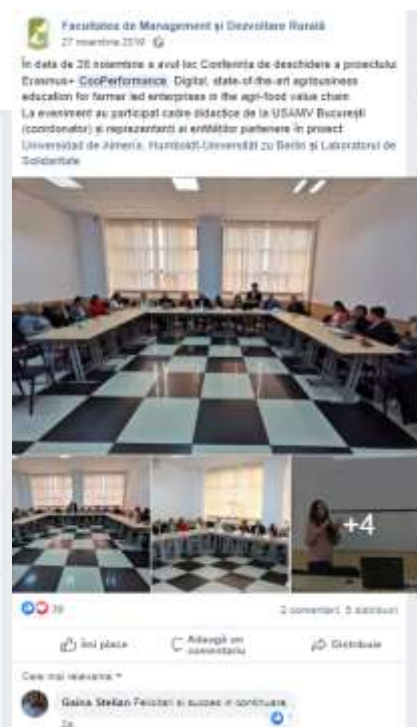 Facultatea de Management și Dezvoltare Rurală
27 noiembrie 2019
În data de 26 noiembrie a avut loc Conferinta de deschidere a proiectului
Erasmus+ CooPerformance. Digital, state-of-the-art agribusiness
education for farmer led enterprises in the agri-food value chain
La eveniment au participat cadre didactice de la USAMV București
(coordonator) și reprezentanti ai entităților partenere în proiect:
Universidad de Almería, Humboldt-Universität zu Berlin și Laboratorul de
Solidaritate
+4
2 comentarii 5 distribuiri
Îmi place
Adaugă un
comentariu
Distribuie
Cele mai relevante
Gaina Stelian Felicitari si succes in continuare